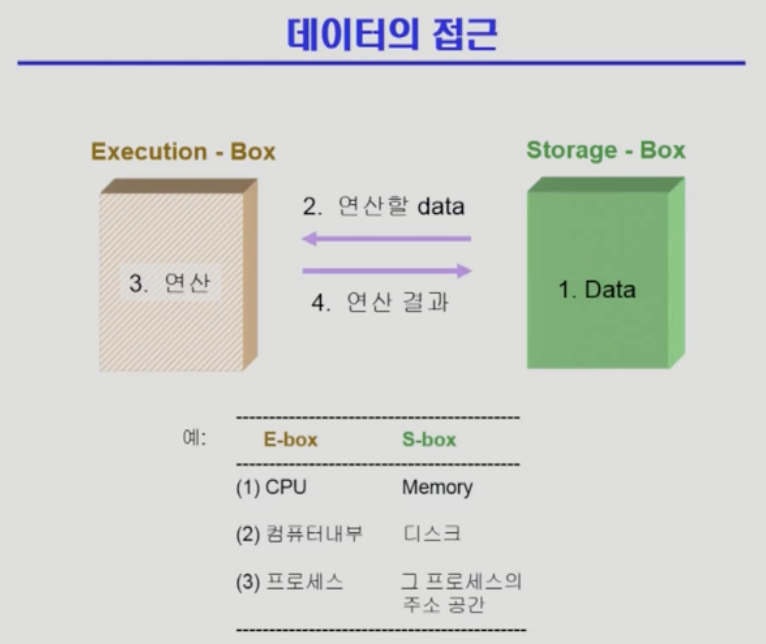 데이터의 접근
Execution - Box
Storage - Box
2. 연산할 data
3. 연산
1. Data
4. 연산 결과
예:
E-box S-box
(1) CPU Memory
(2) 컴퓨터내부 디스크
(3) 프로세스 그 프로세스의
주소 공간